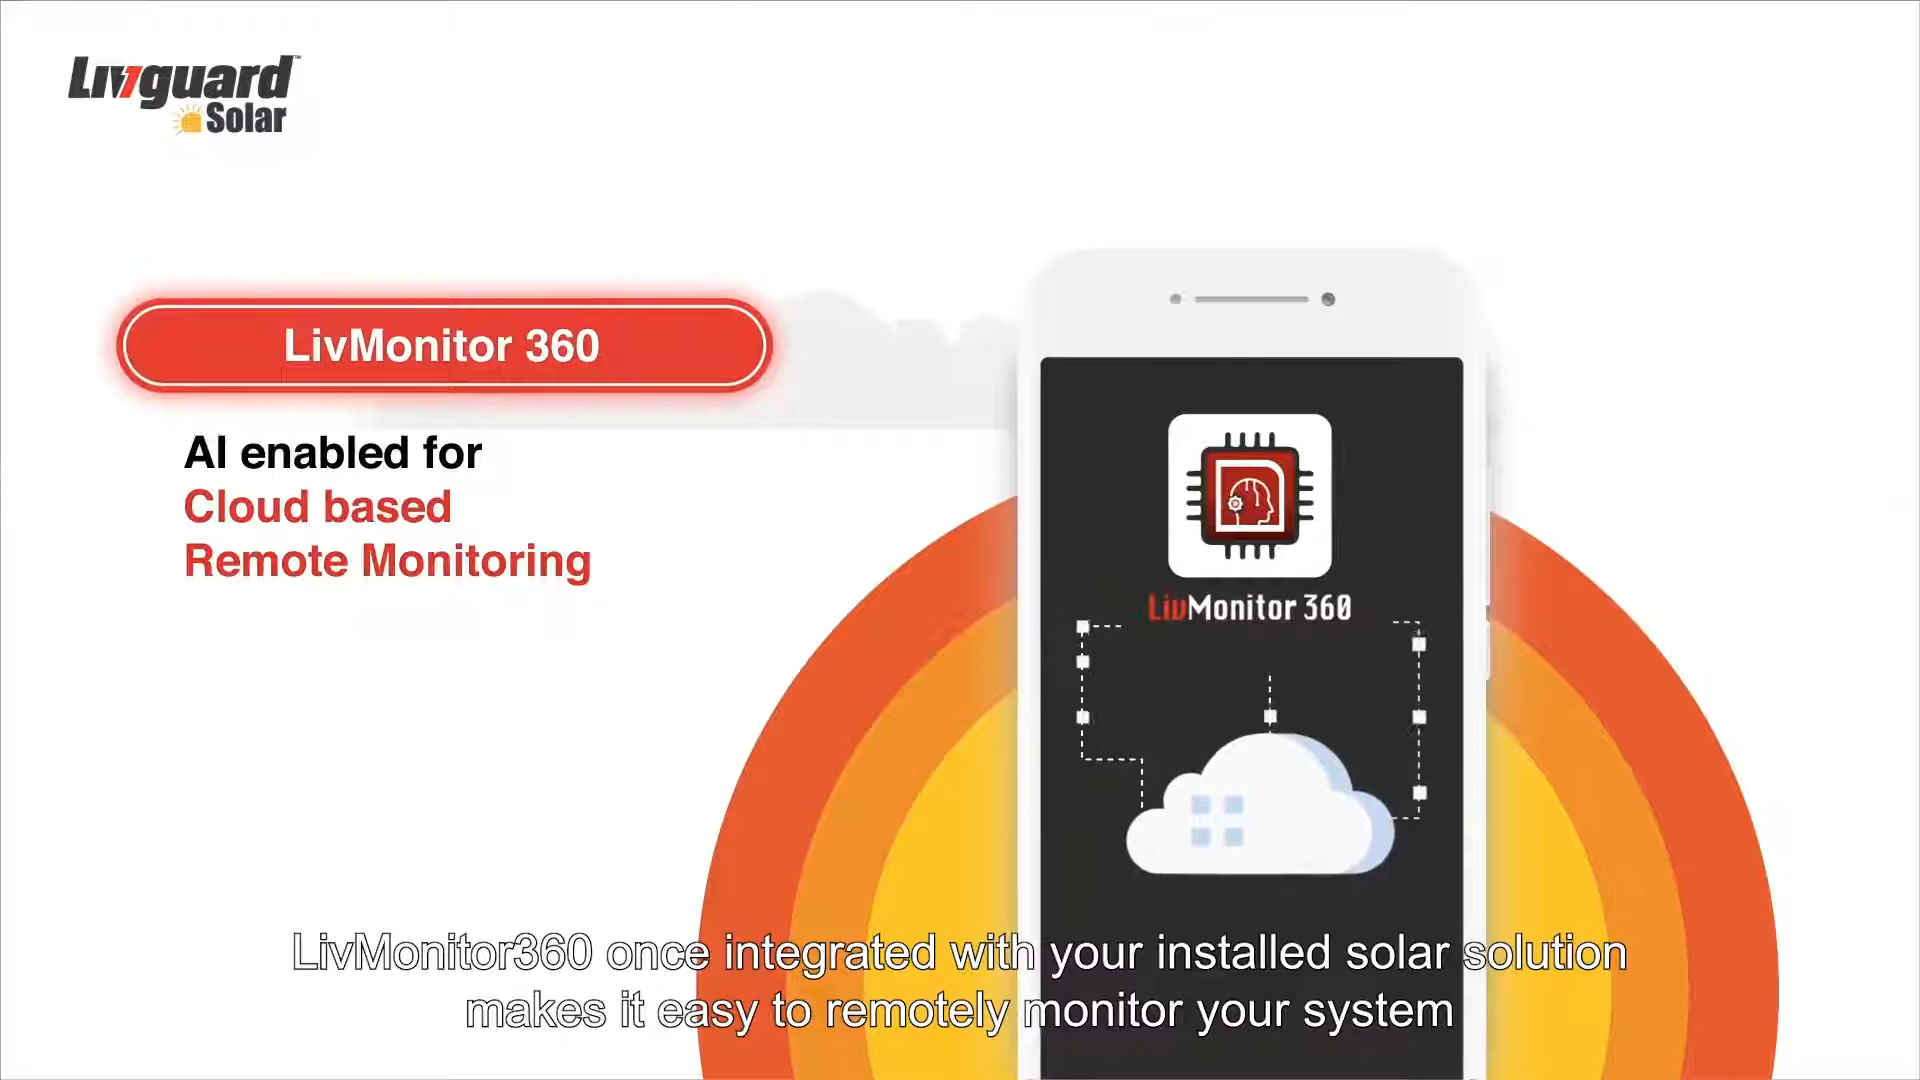 Livguard™
Solar
LivMonitor 360
AI enabled for
Cloud based
Remote Monitoring
LivMonitor 360
LivMonitor360 once integrated with your installed solar solution
makes it easy to remotely monitor your system